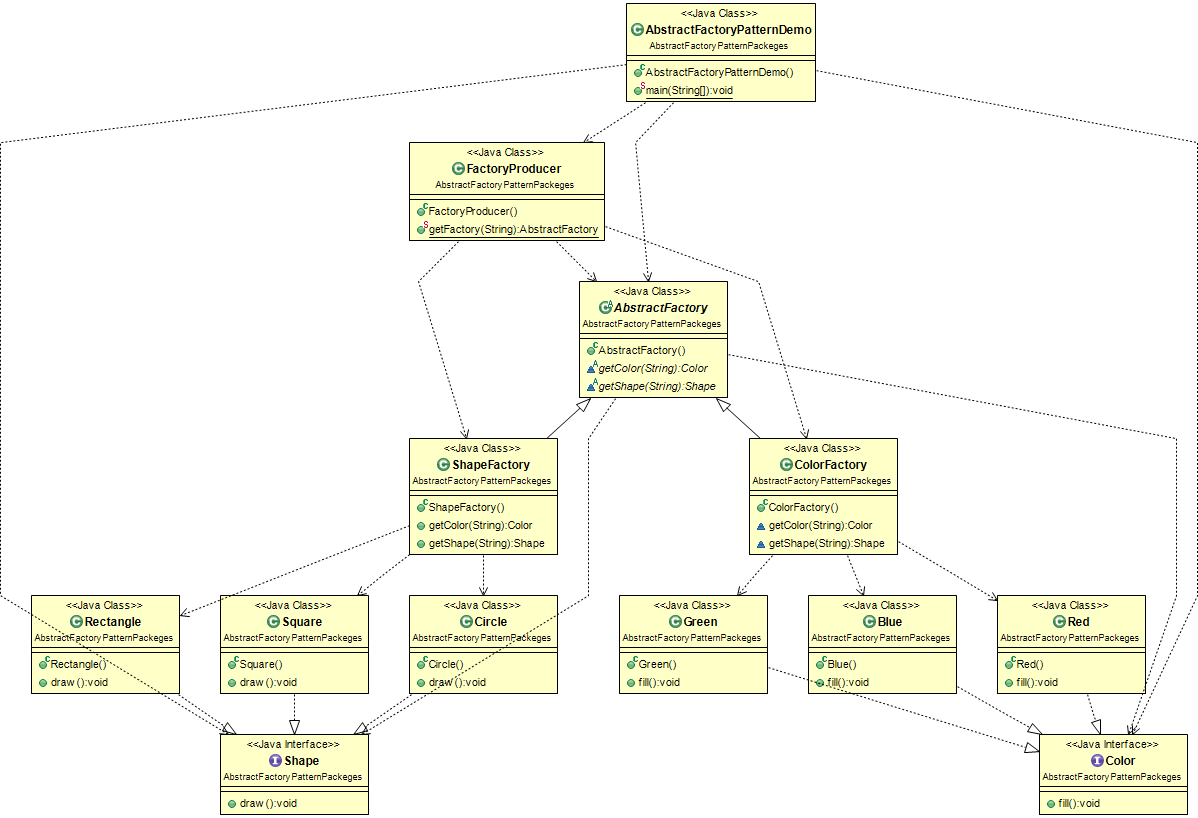 <<Java Class>>
AbstractFactoryPatternDemo
AbstractFactoryPatternPackeges
AbstractFactoryPatternDemo()
main(String[]):void
<<Java Class>>
FactoryProducer
AbstractFactoryPatternPackeges
FactoryProducer()
getFactory(String):AbstractFactory
<<Java Class>>
AbstractFactory
AbstractFactoryPatternPackeges
AbstractFactory()
getColor(String):Color
getShape(String):Shape
<<Java Class>>
ShapeFactory
AbstractFactoryPatternPackeges
ShapeFactory()
getColor(String):Color
getShape(String):Shape
<<Java Class>>
ColorFactory
AbstractFactoryPatternPackeges
ColorFactory()
getColor(String):Color
getShape(String):Shape
<<Java Class>>
Rectangle
AbstractFactoryPatternPackeges
Rectangle()
draw():void
<<Java Class>>
Square
AbstractFactoryPatternPackeges
Square()
draw():void
<<Java Class>>
Circle
AbstractFactoryPatternPackeges
Circle()
draw():void
<<Java Class>>
Green
AbstractFactoryPatternPackeges
Green()
fill():void
<<Java Class>>
Blue
AbstractFactoryPatternPackeges
Blue()
fill():void
<<Java Class>>
Red
AbstractFactoryPatternPackeges
Red()
fill():void
<<Java Interface>>
Shape
AbstractFactoryPatternPackeges
draw():void
<<Java Interface>>
Color
AbstractFactoryPatternPackeges
fill():void